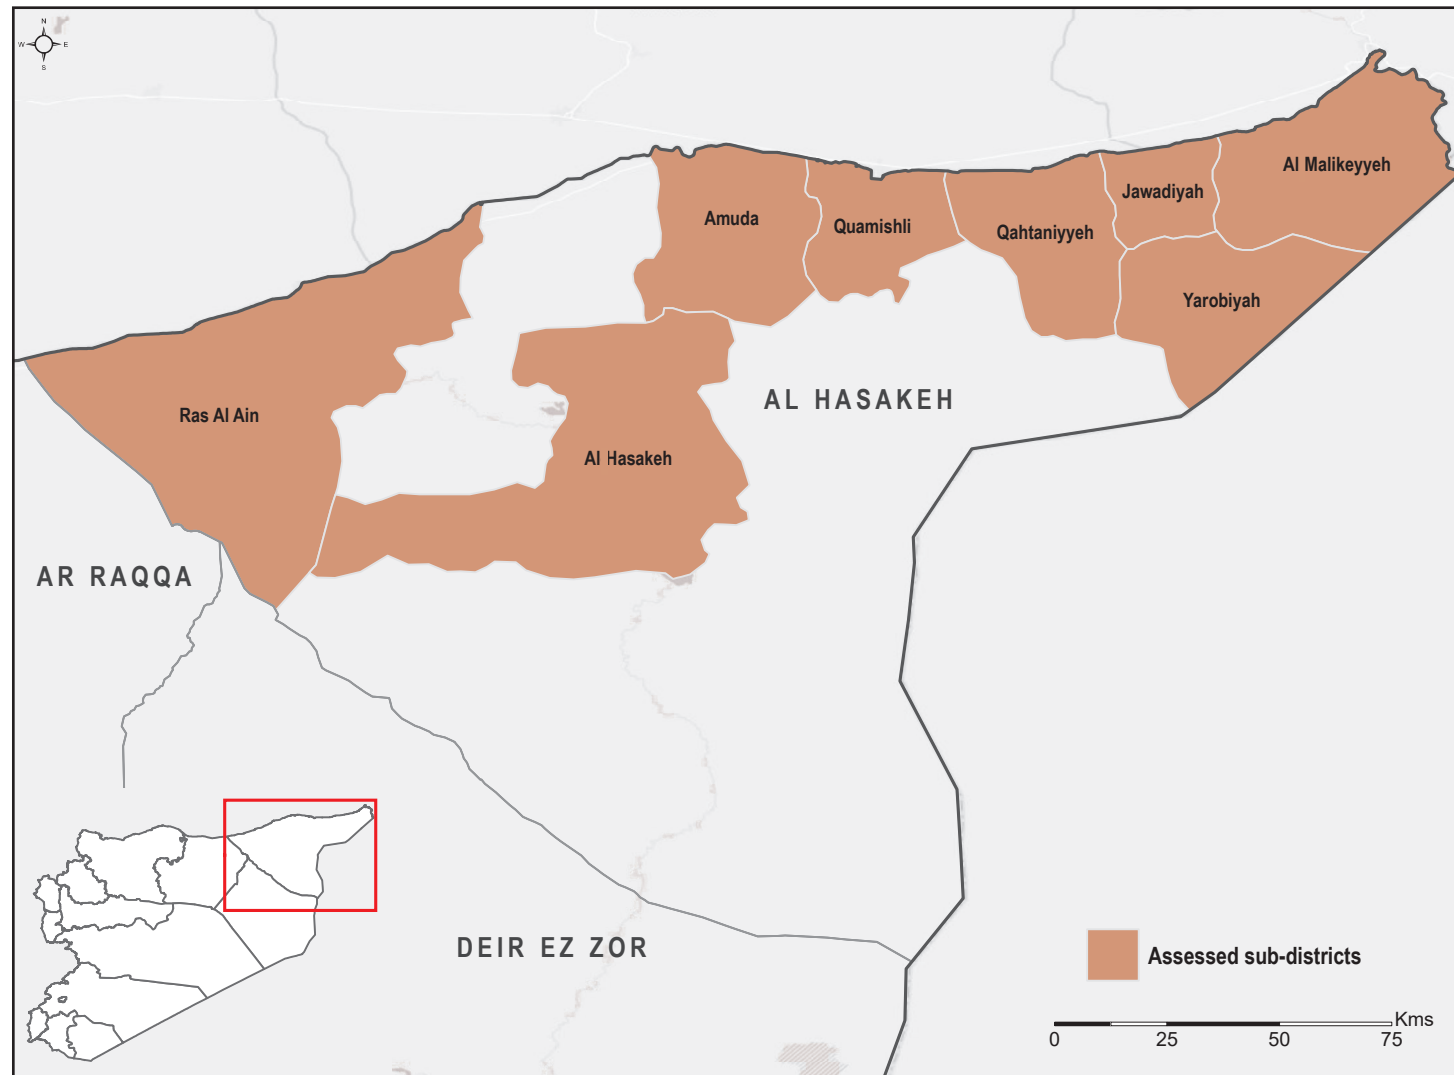 N
W E
S
Al Malikeyyeh
Jawadiyah
Amuda
Quamishli
Qahtaniyyeh
Yarobiyah
AL HASAKEH
Ras Al Ain
Al Hasakeh
AR RAQQA
DEIR EZ ZOR
Assessed sub-districts
Kms
0 25 50 75